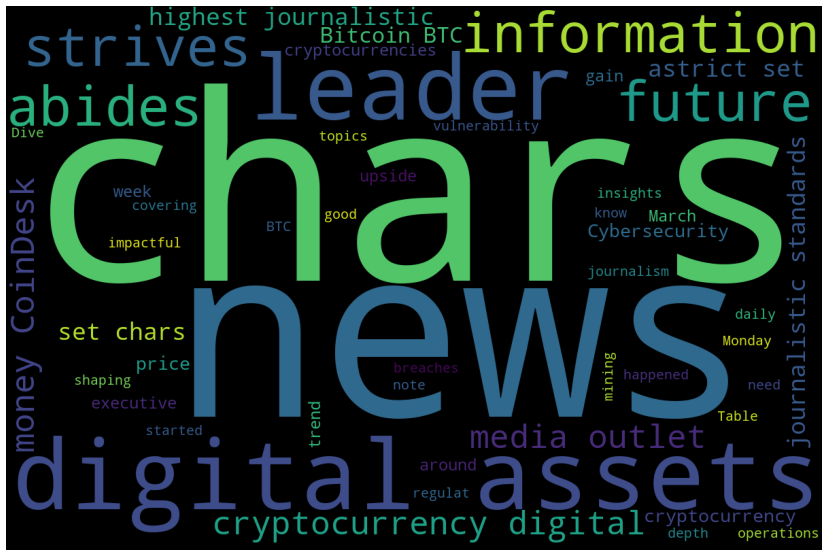 highest journalistic
Bitcoin BTC
information
strives
cryptocurrencies
leader
gain
astrict set
abides
future
Dive
topics
vulnerability
chars
upside
week
covering
insights
impactful
good
BTC
know
March
Cybersecurity
journalism
money CoinDesk
journalistic standards
news
set chars
price
daily
Monday
shaping
breaches
note
mining
happened
need
executive
trend
Table
started
media outlet
around
digital assets
regulat
cryptocurrency
cryptocurrency digital
depth
operations